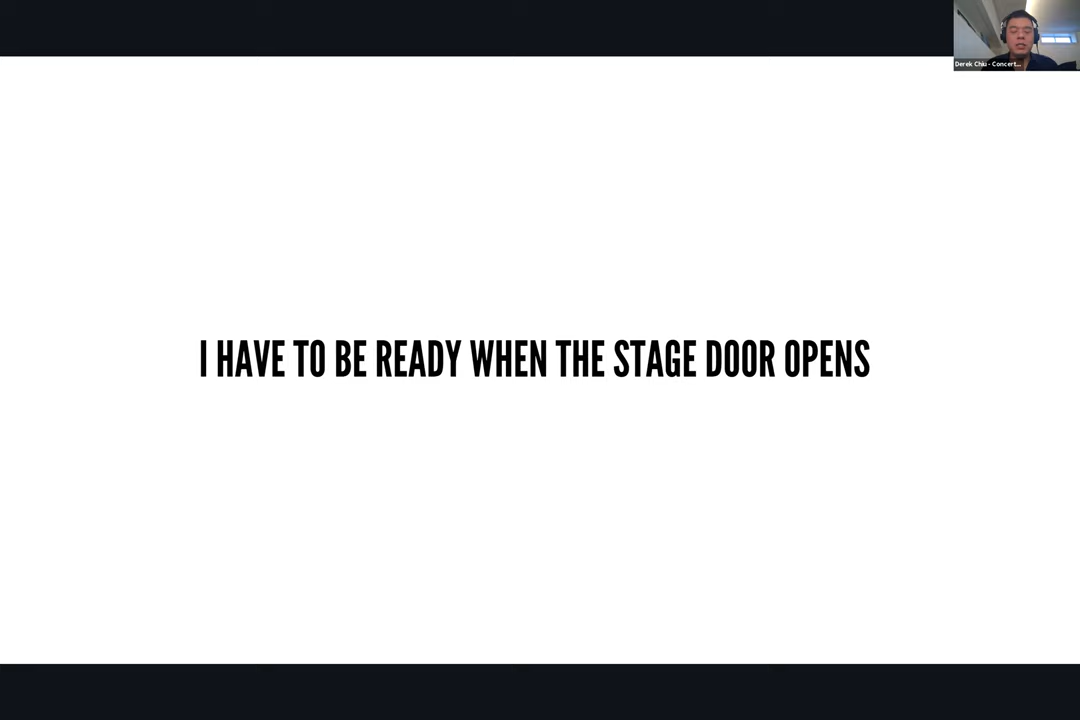 Derek Chiu - Concert...
I HAVE TO BE READY WHEN THE STAGE DOOR OPENS